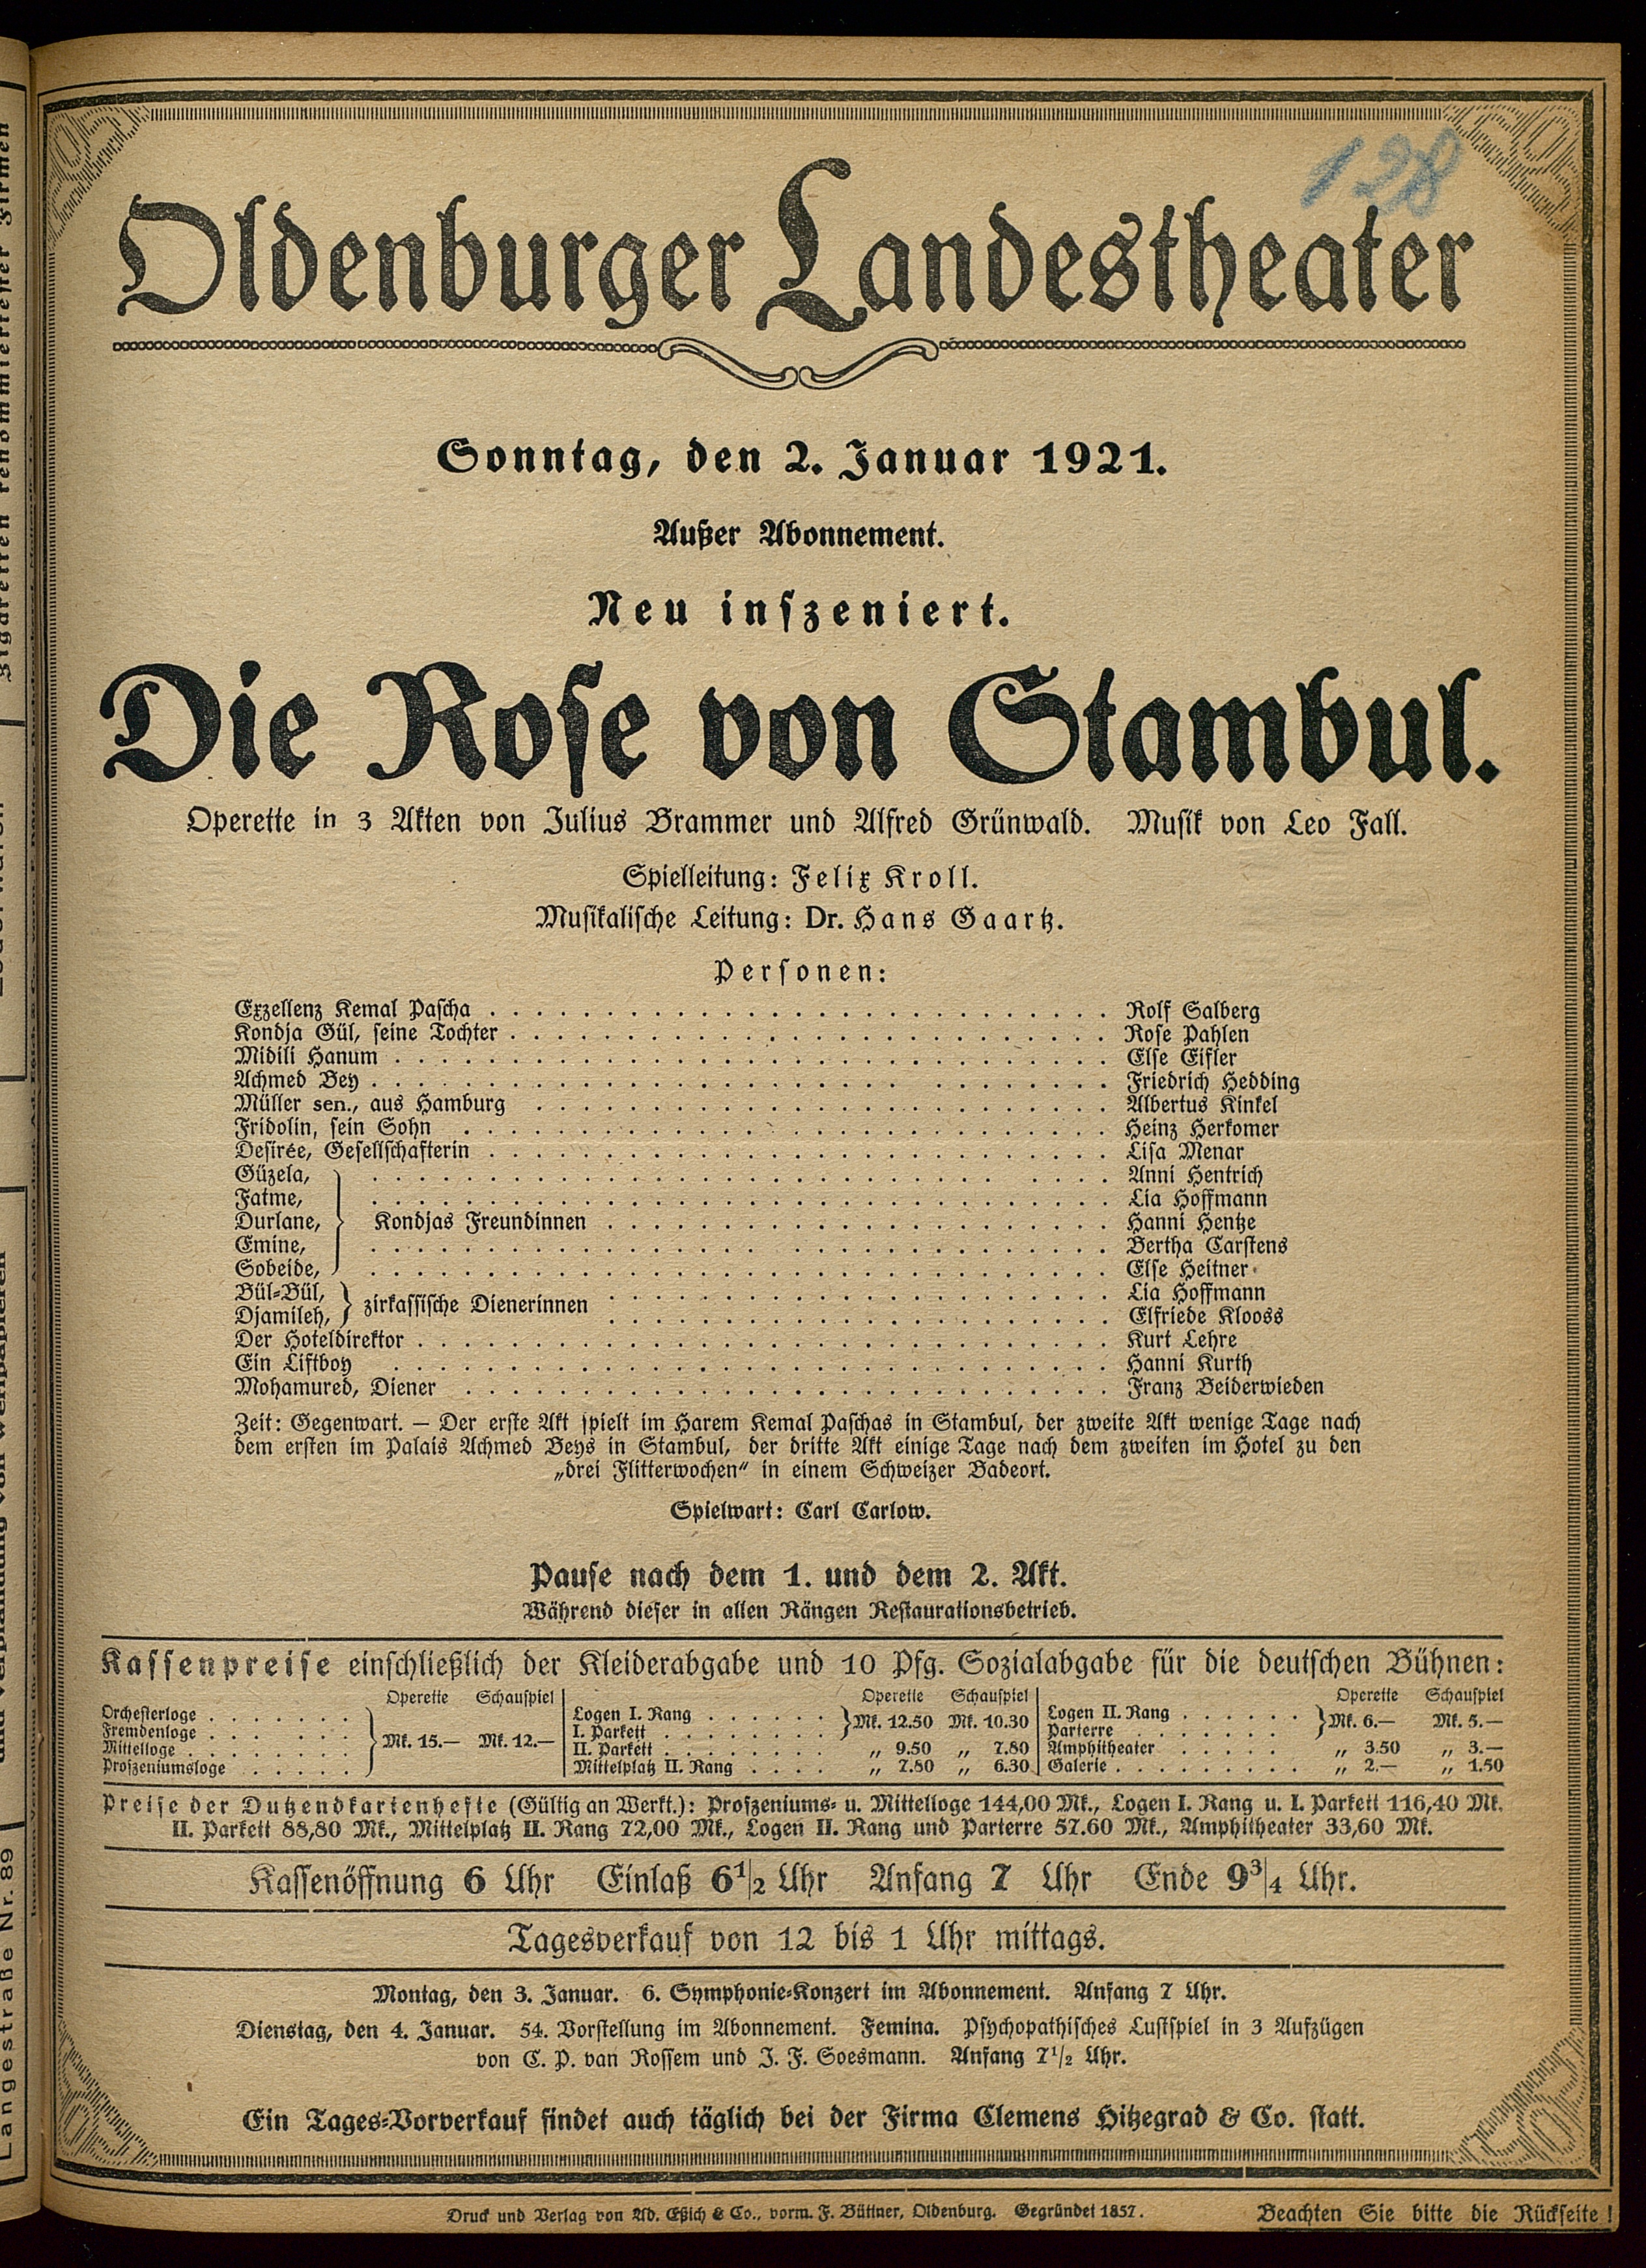 128
Oldenburger Landestheater
Sonntag, den 2. Januar 1921.
Außer Abonnement.
Neu inszeniert.
Die Rose von Stambul.
Operette in 3 Akten von Julius Brammer und Alfred Grünwald. Musik von Leo Fall.
Spielleitung: Felix Kroll.
Musikalische Leitung: Dr. Hans Gaartz.
Personen:
Exzellenz Kemal Pascha . . . . . Rolf Salberg
Kondja Gül, seine Tochter . . . . . Rose Pahlen
Midili Hanum . . . . . Else Eifler
Achmed Bey . . . . . Friedrich Hedding
Müller sen., aus Hamburg . . . . . Albertus Kinkel
Fridolin, sein Sohn . . . . . Heinz Herkomer
Desirée, Gesellschafterin . . . . . Lisa Menar
Güzela, . . . . . Anni Hentrich
Fatme, . . . . . Lia Hoffmann
Durlane, } Kondjas Freundinnen . . . . . Hanni Hentze
Emine, . . . . . Bertha Carstens
Sobeide, . . . . . Else Heitner
Bül-Bül, . . . . . Lia Hoffmann
Djamileh, } zirkassische Dienerinnen . . . . . Elfriede Klooss
Der Hoteldirektor . . . . . Kurt Lehre
Ein Liftboy . . . . . Hanni Kurth
Mohamured, Diener . . . . . Franz Beiderwieden
Zeit: Gegenwart. — Der erste Akt spielt im Harem Kemal Paschas in Stambul, der zweite Akt wenige Tage nach
dem ersten im Palais Achmed Beys in Stambul, der dritte Akt einige Tage nach dem zweiten im Hotel zu den
„drei Flitterwochen“ in einem Schweizer Badeort.
Spielwart: Carl Carlow.
Pause nach dem 1. und dem 2. Akt.
Während dieser in allen Rängen Restaurationsbetrieb.
Kassenpreise einschließlich der Kleiderabgabe und 10 Pfg. Sozialabgabe für die deutschen Bühnen:
Operette Schauspiel
Orchesterloge . . . . .
Fremdenloge . . . . .
Mittelloge . . . . .
Proszeniumsloge . . . . .
} Mk. 15.— Mk. 12.—
Operette Schauspiel
Logen I. Rang . . . . .
I. Parkett . . . . .
} Mk. 12.50 Mk. 10.30
II. Parkett . . . . . „ 9.50 „ 7.80
Mittelplatz II. Rang . . . . „ 7.80 „ 6.30
Operette Schauspiel
Logen II. Rang . . . . .
Parterre . . . . .
} Mk. 6.— Mk. 5.—
Amphitheater . . . . . „ 3.50 „ 3.—
Galerie . . . . . „ 2.— „ 1.50
Preise der Dutzendkartenhefte (Gültig an Werkt.): Proszeniums- u. Mittelloge 144,00 Mk., Logen I. Rang u. I. Parkett 116,40 Mk.
II. Parkett 88,80 Mk., Mittelplatz II. Rang 72,00 Mk., Logen II. Rang und Parterre 57.60 Mk., Amphitheater 33,60 Mk.
Kassenöffnung 6 Uhr Einlaß 6 1/2 Uhr Anfang 7 Uhr Ende 9 3/4 Uhr.
Tagesverkauf von 12 bis 1 Uhr mittags.
Montag, den 3. Januar. 6. Symphonie-Konzert im Abonnement. Anfang 7 Uhr.
Dienstag, den 4. Januar. 54. Vorstellung im Abonnement. Femina. Psychopathisches Lustspiel in 3 Aufzügen
von C. P. van Rossem und J. F. Soesmann. Anfang 7 1/2 Uhr.
Ein Tages-Vorverkauf findet auch täglich bei der Firma Clemens Hitzegrad & Co. statt.
Druck und Verlag von Ad. Eßich & Co., vorm. F. Büttner, Oldenburg. Gegründet 1857.
Beachten Sie bitte die Rückseite!
Zigaretten renommiertester Firmen
Langestraße Nr. 89